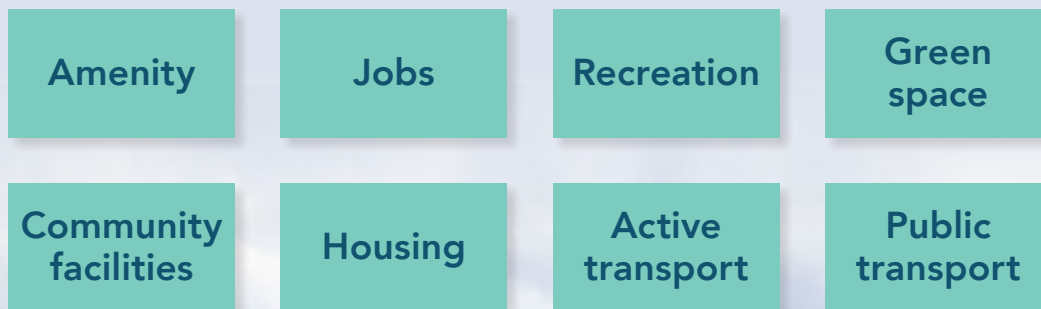 Amenity
Jobs
Recreation
Green
space
Community
facilities
Housing
Active
transport
Public
transport